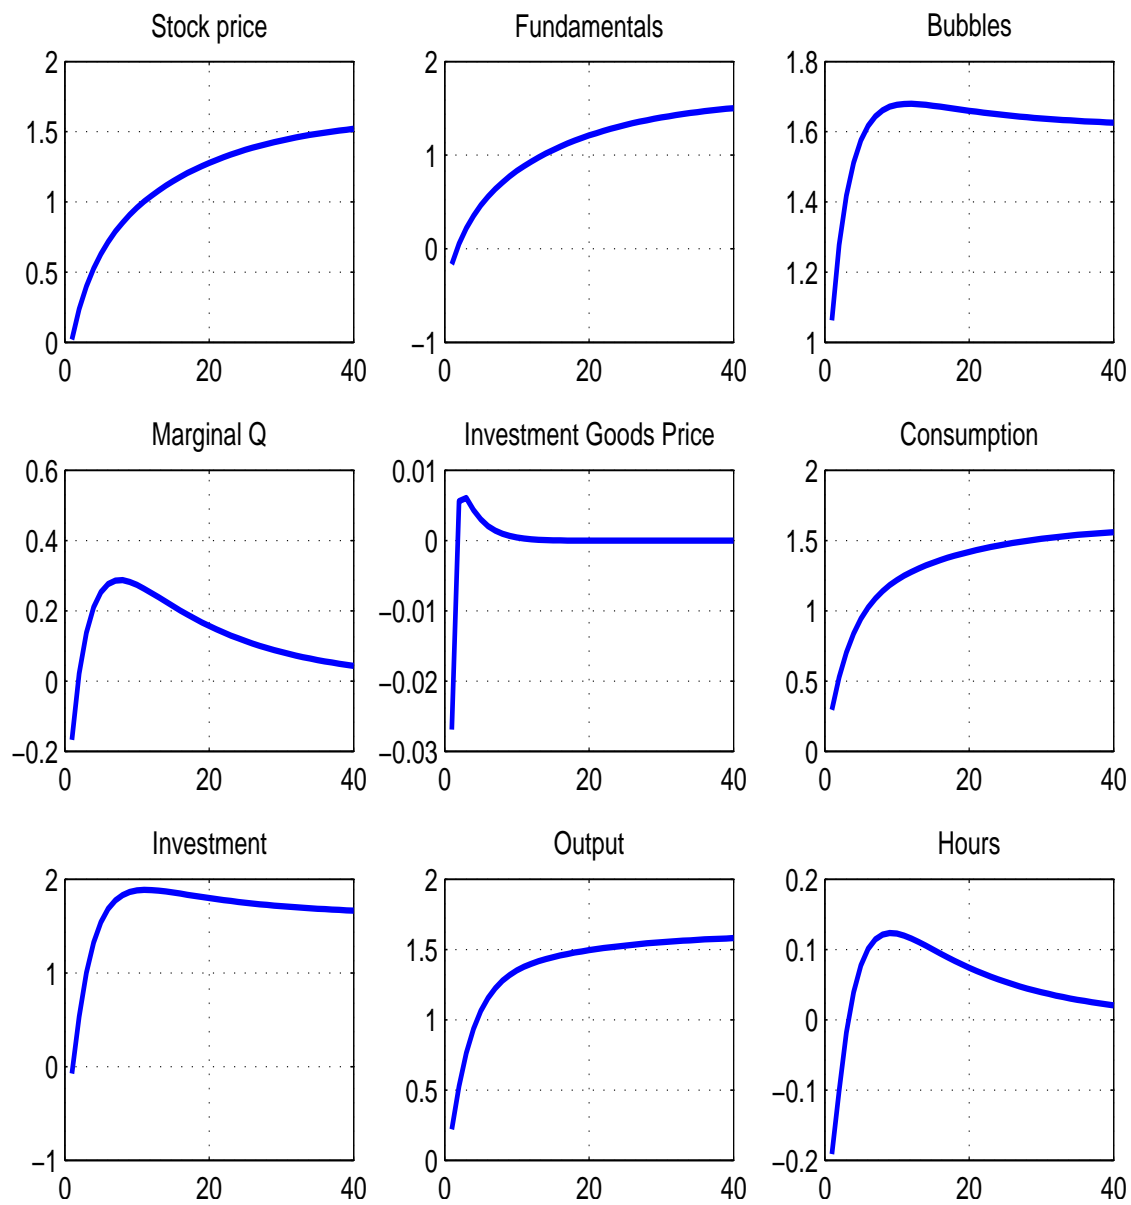 Stock price Fundamentals Bubbles
2 2 1.8
1.5 1.6
1 1 1.4
0.5 0 1.2
0 −1 1
0 20 40 0 20 40 0 20 40
Marginal Q Investment Goods Price Consumption
0.6 0.01 2
0.4 0 1.5
0.2 −0.01 1
0 −0.02 0.5
−0.2 −0.03 0
0 20 40 0 20 40 0 20 40
Investment Output Hours
2 2 0.2
1.5 0.1
1 1 0
0 0.5 −0.1
−1 0 −0.2
0 20 40 0 20 40 0 20 40